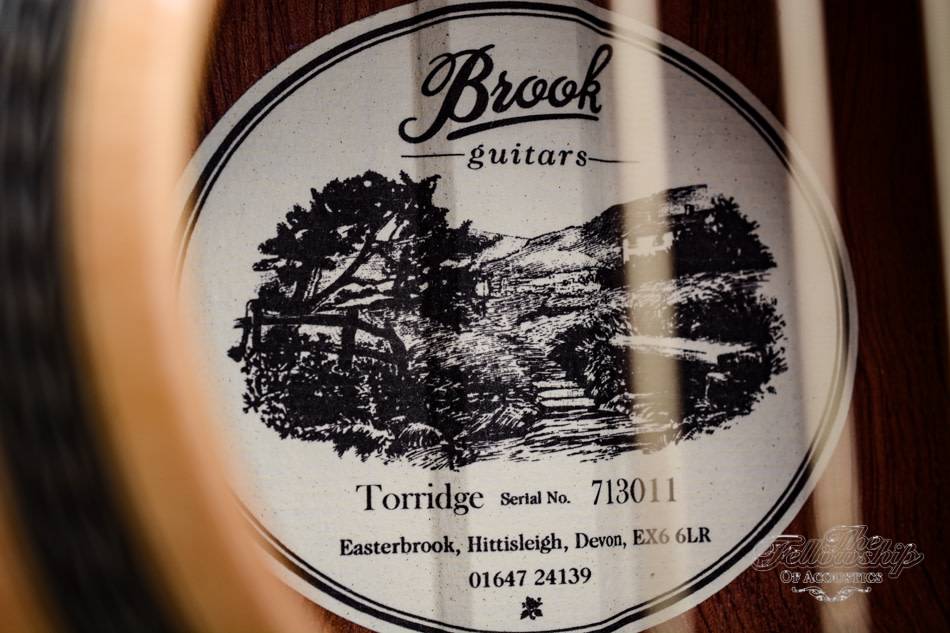 Brook
guitars
Torridge Serial No. 713011
Easterbrook, Hittisleigh, Devon, EX6 6LR
01647 24139
The
Fellowship
Of Acoustics